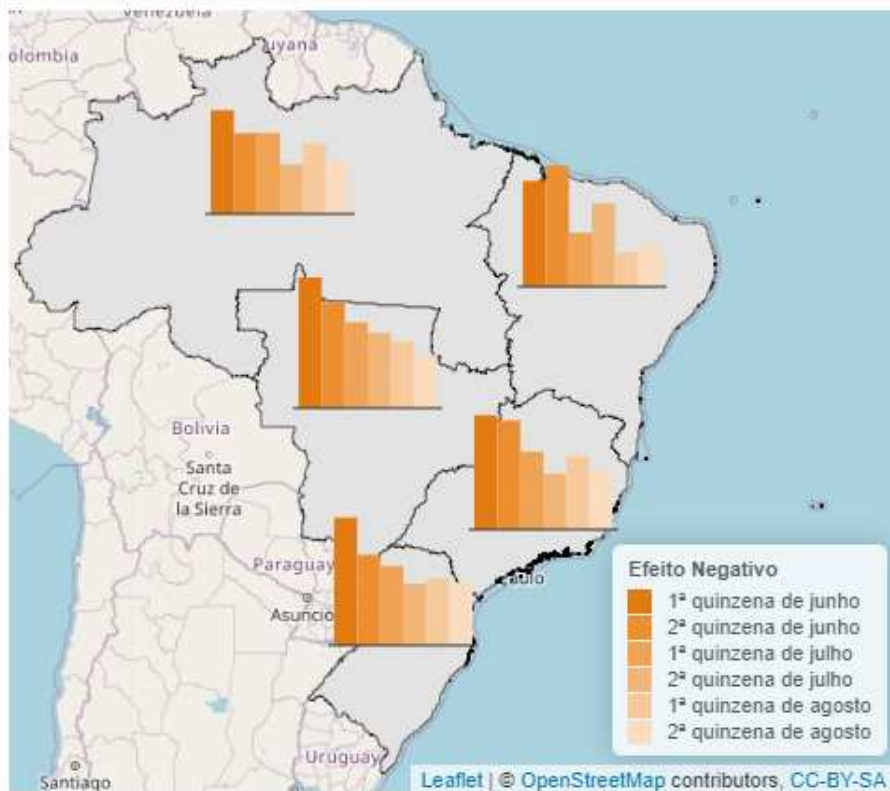 Venezuela
olombia
uyana
Bolivia
Santa
Cruz de
la Sierra
Paraguay
Asuncio
aulo
Efeito Negativo
1ª quinzena de junho
2ª quinzena de junho
1ª quinzena de julho
2ª quinzena de julho
1ª quinzena de agosto
2ª quinzena de agosto
Uruguay
Santiago
Leaflet | © OpenStreetMap contributors, CC-BY-SA